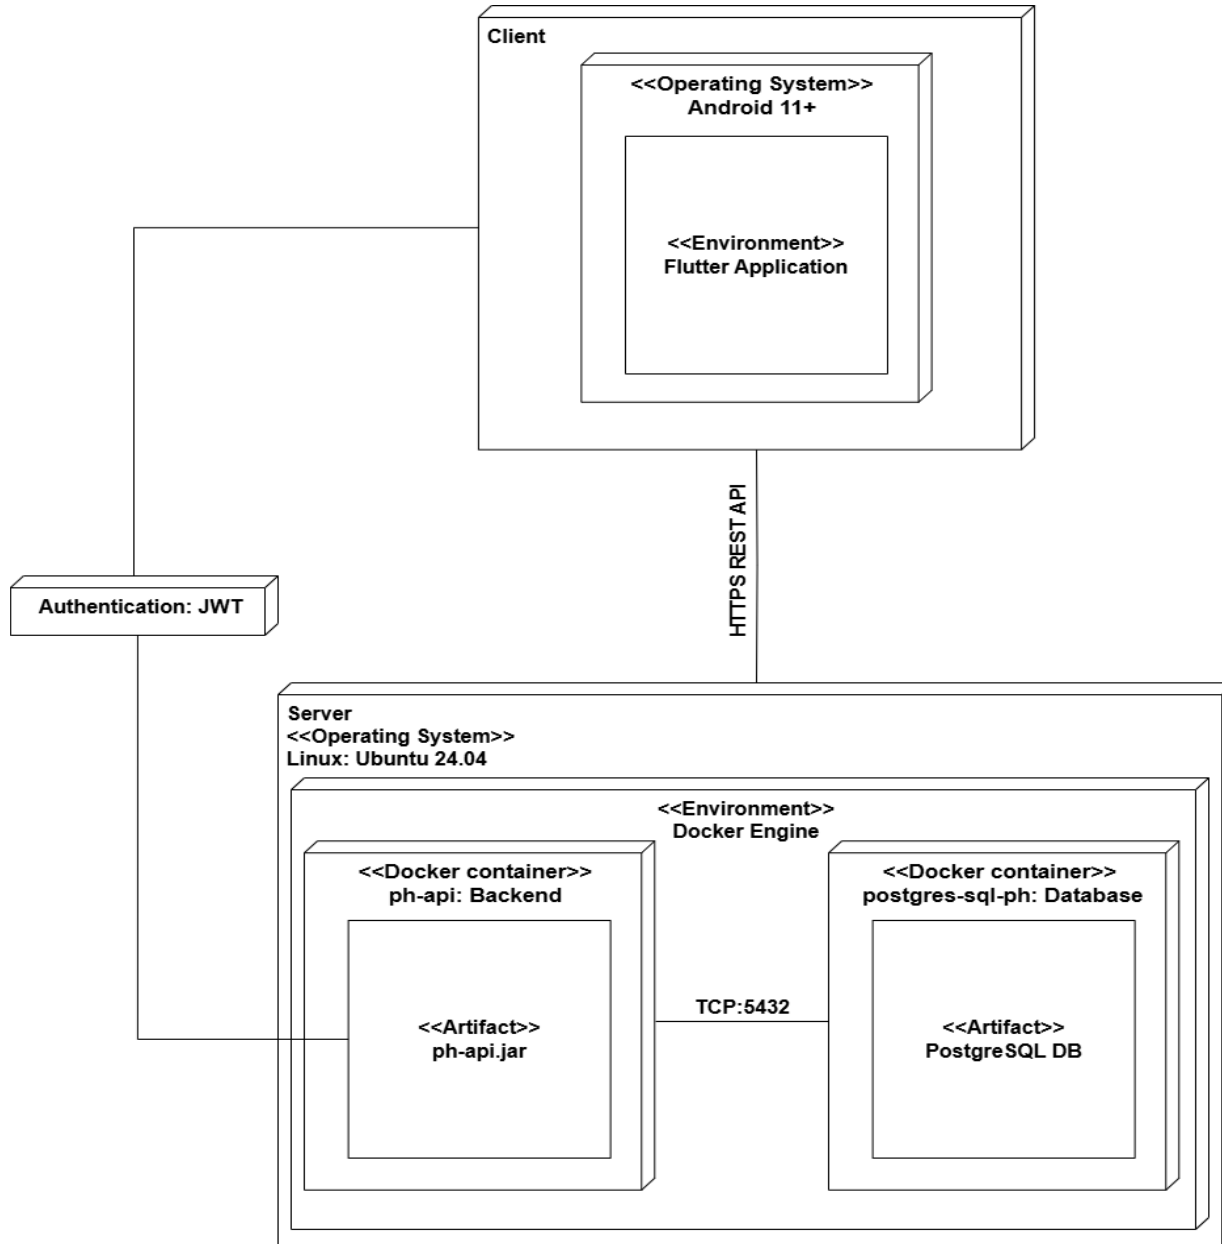 Client
<<Operating System>>
Android 11+
<<Environment>>
Flutter Application
HTTPS REST API
Authentication: JWT
Server
<<Operating System>>
Linux: Ubuntu 24.04
<<Environment>>
Docker Engine
<<Docker container>>
ph-api: Backend
<<Artifact>>
ph-api.jar
TCP:5432
<<Docker container>>
postgres-sql-ph: Database
<<Artifact>>
PostgreSQL DB